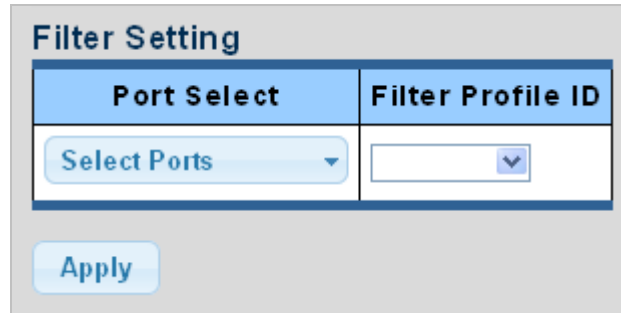 Filter Setting
Port Select Filter Profile ID
Select Ports
Apply